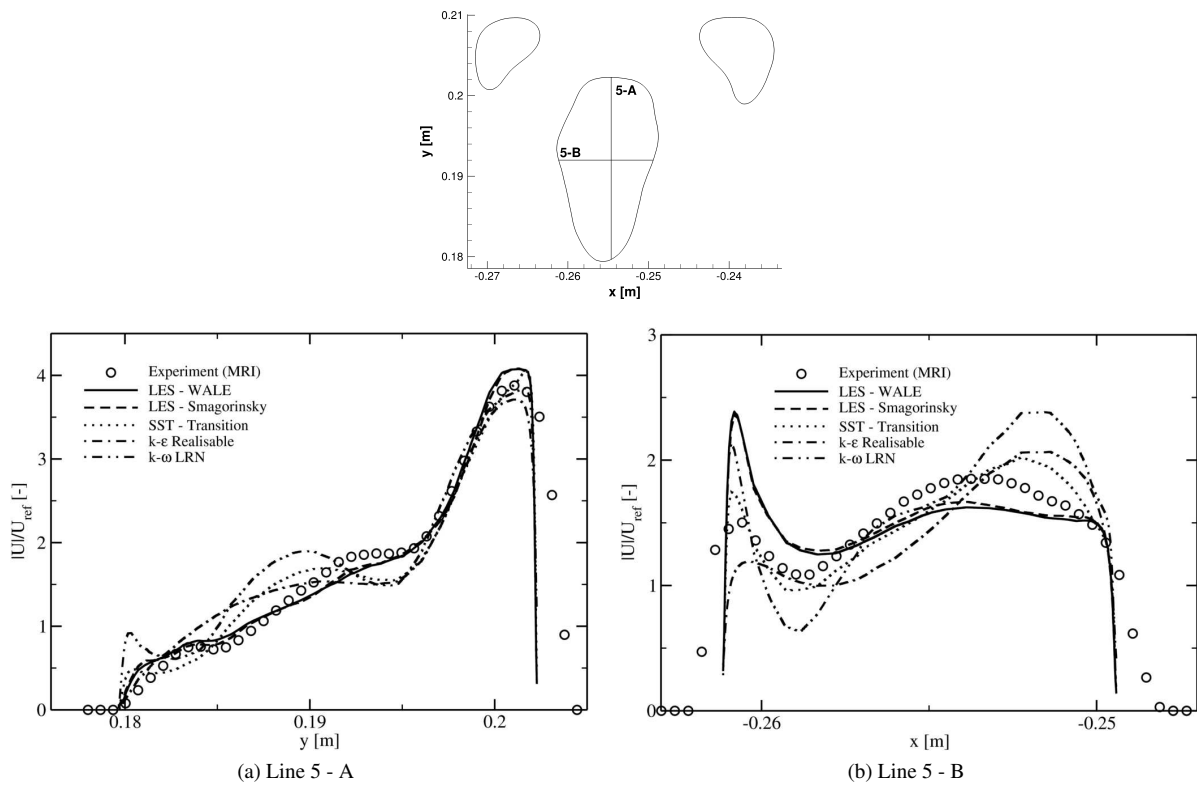 0.21
0.2
0.19
0.18
y [m]
5-A
5-B
-0.27
-0.26
-0.25
-0.24
x [m]
4
3
2
1
0
|U|/U_ref [-]
Experiment (MRI)
LES - WALE
LES - Smagorinsky
SST - Transition
k-ε Realisable
k-ω LRN
0.18
0.19
0.2
y [m]
(a) Line 5 - A
3
2
1
0
|U|/U_ref [-]
Experiment (MRI)
LES - WALE
LES - Smagorinsky
SST - Transition
k-ε Realisable
k-ω LRN
-0.26
-0.25
x [m]
(b) Line 5 - B